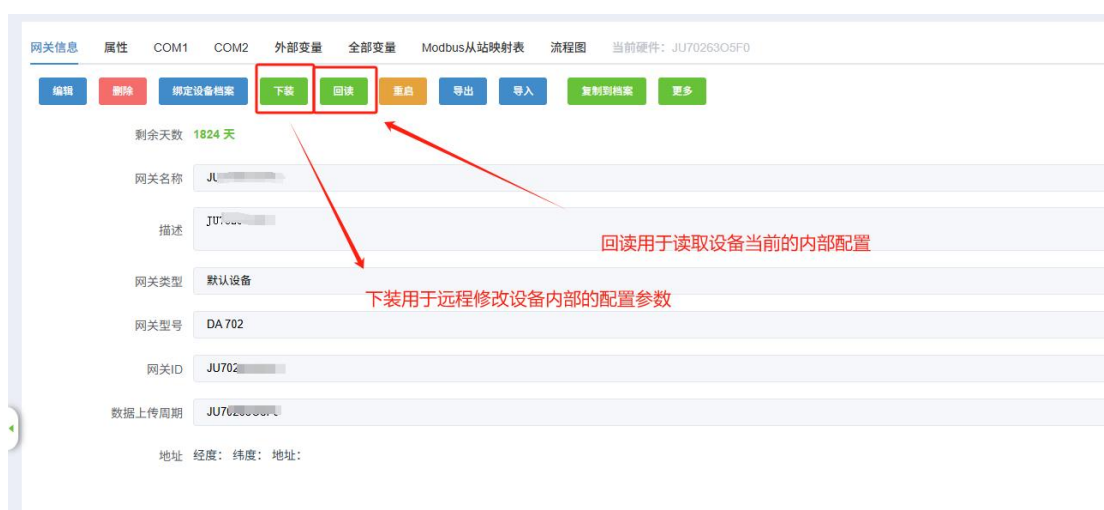 网关信息 属性 COM1 COM2 外部变量 全部变量 Modbus从站映射表 流程图 当前硬件：JU70263O5F0
编辑 删除 绑定设备档案 下装 回读 重启 导出 导入 复制到档案 更多
剩余天数 1824 天
网关名称
描述
回读用于读取设备当前的内部配置
网关类型 默认设备
下装用于远程修改设备内部的配置参数
网关型号 DA702
网关ID JU702
数据上传周期
地址 经度： 纬度： 地址：